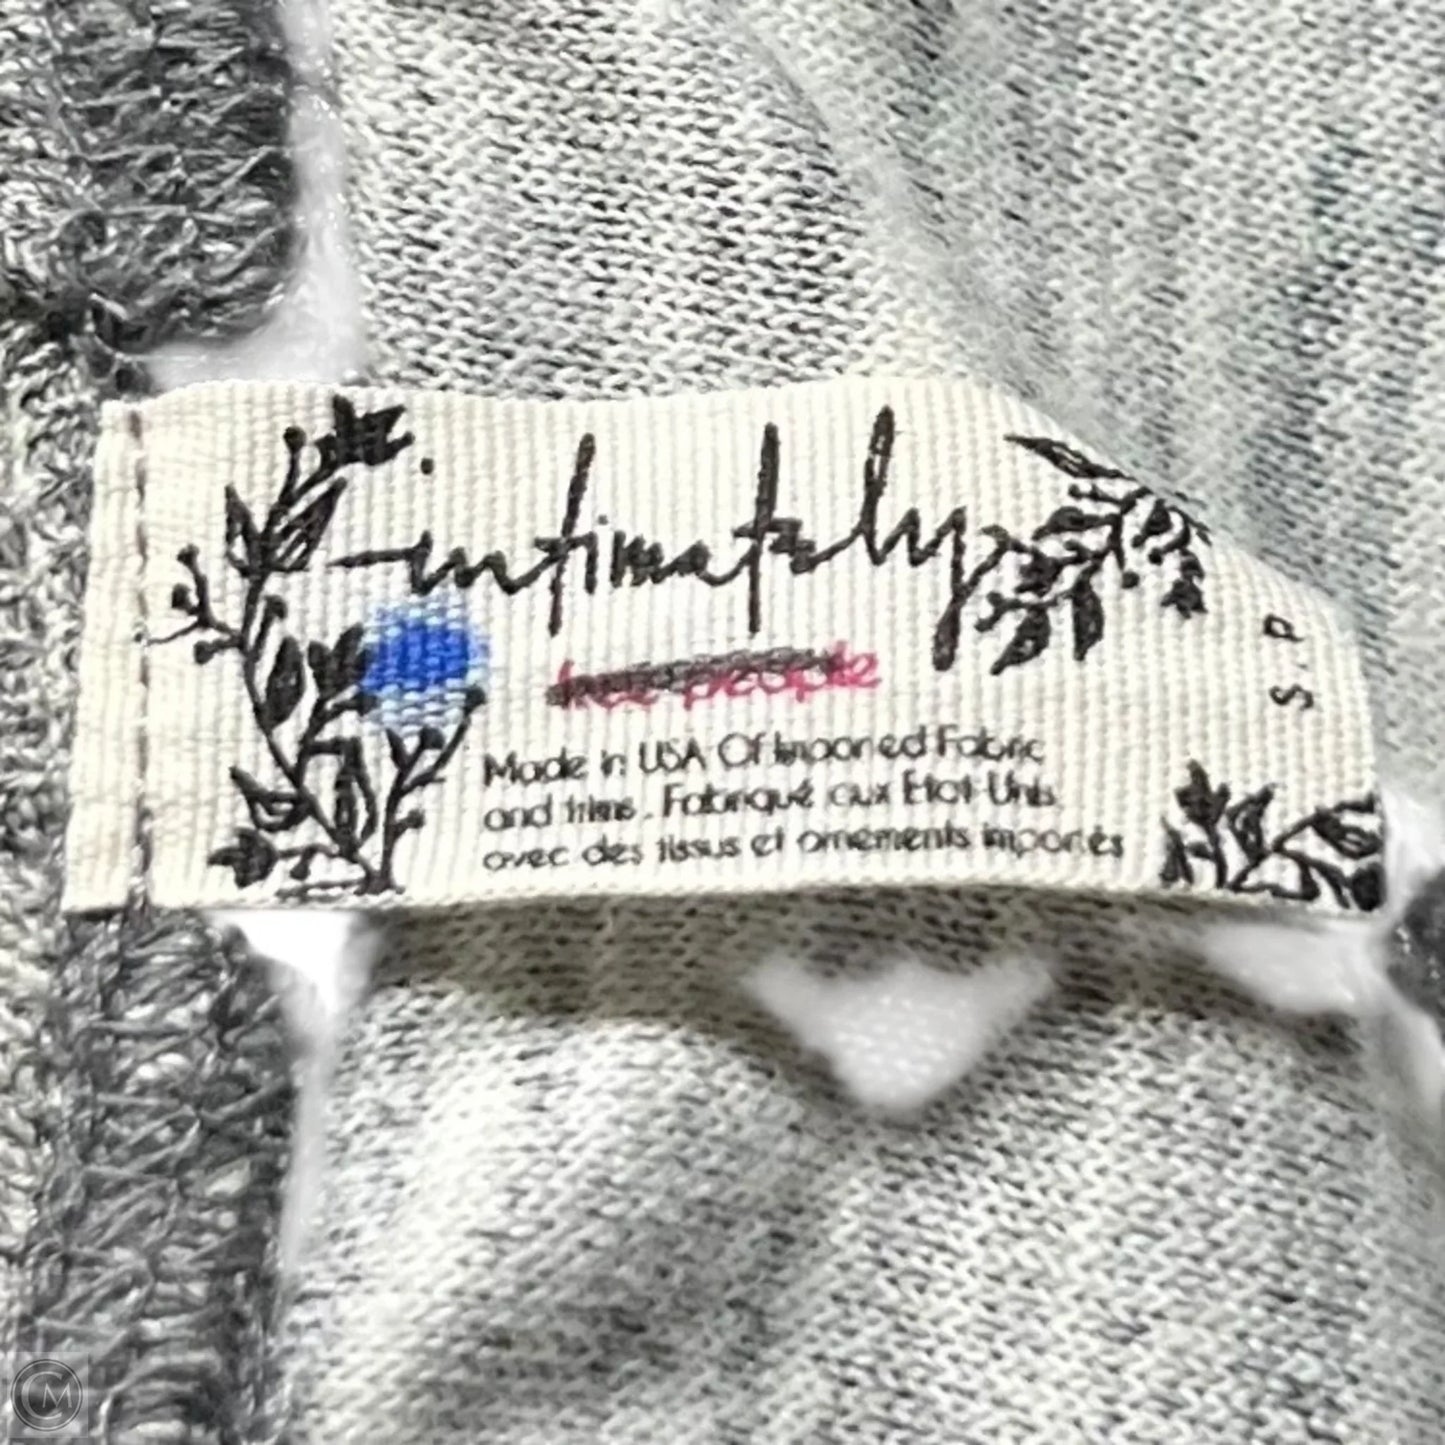 intimately
free people
Made in USA Of Imported Fabric
and trims. Fabriqué aux Etat-Unis
avec des tissus et ornements importés
S-P
CM